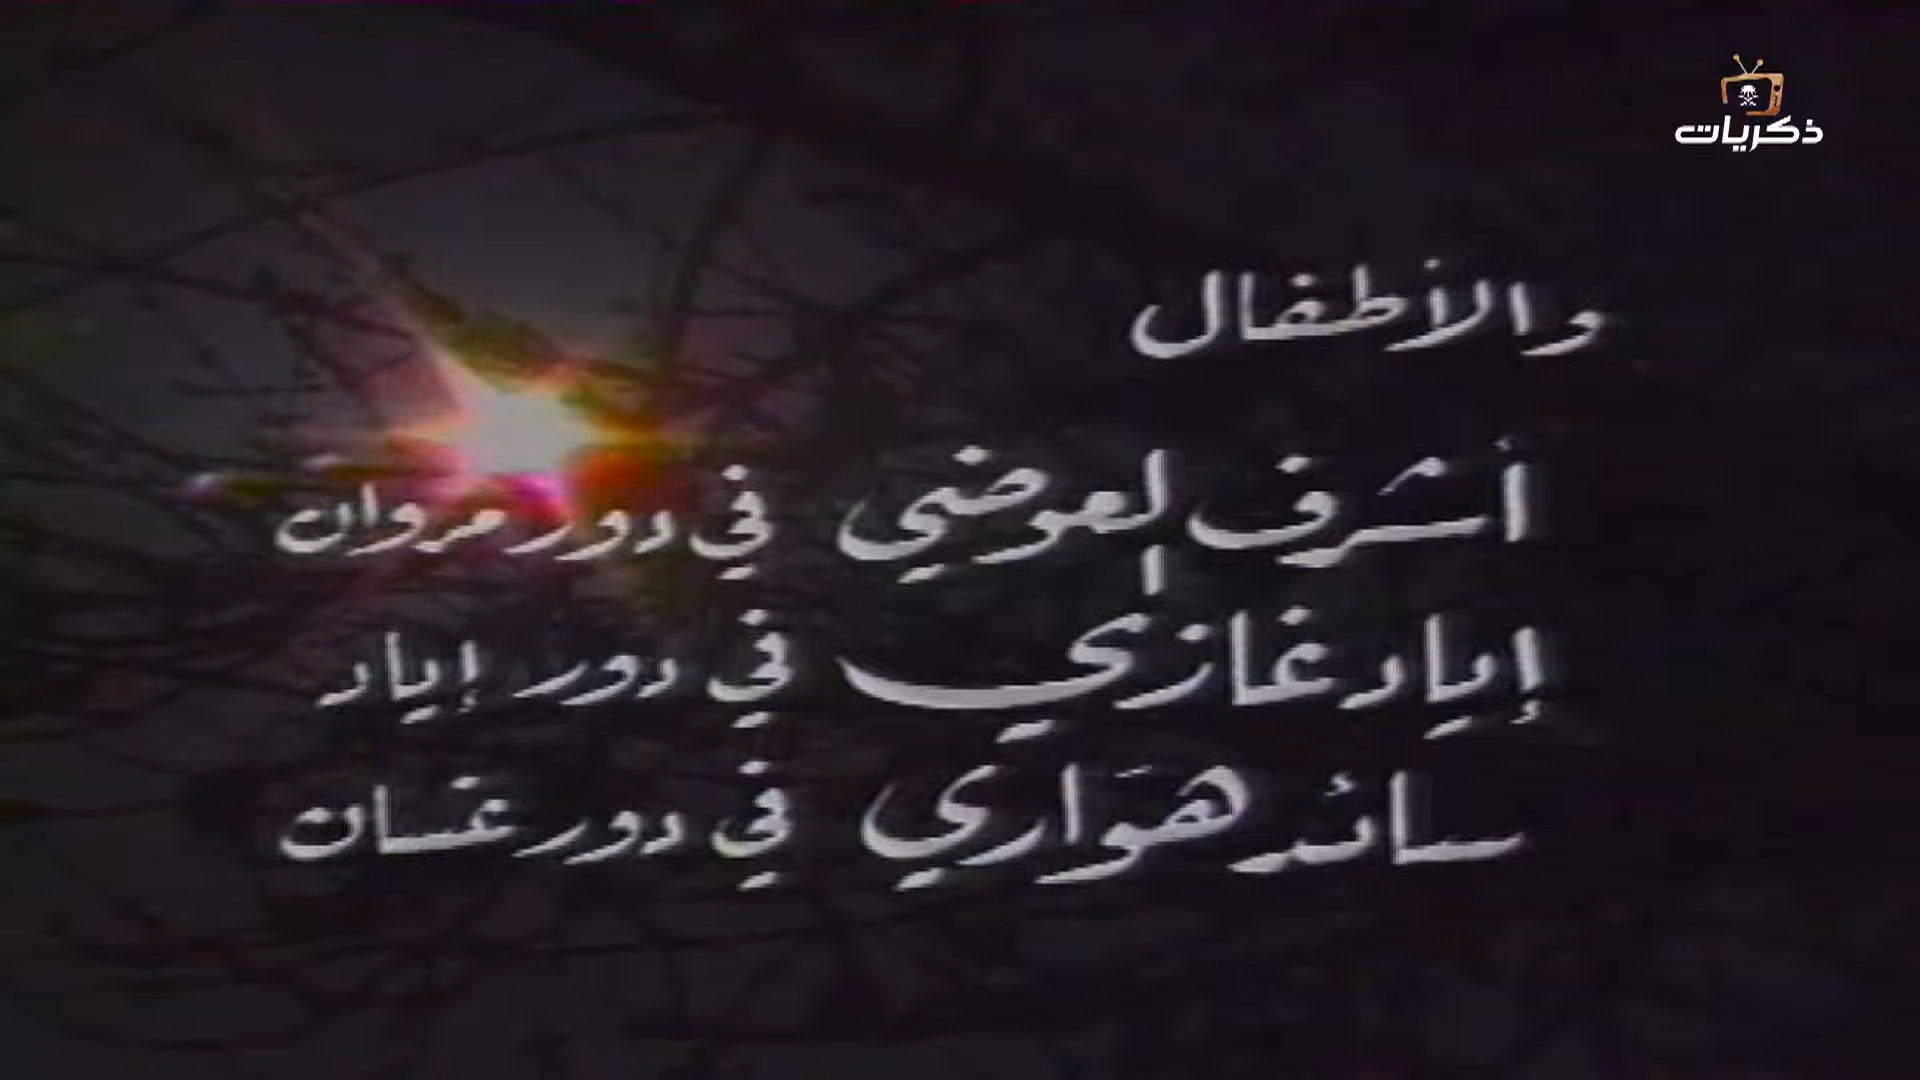 ذكريات
والأطفال
أشرف العوضي في دور مروان
إياد غازي في دور إياد
سائد هواري في دور غسان